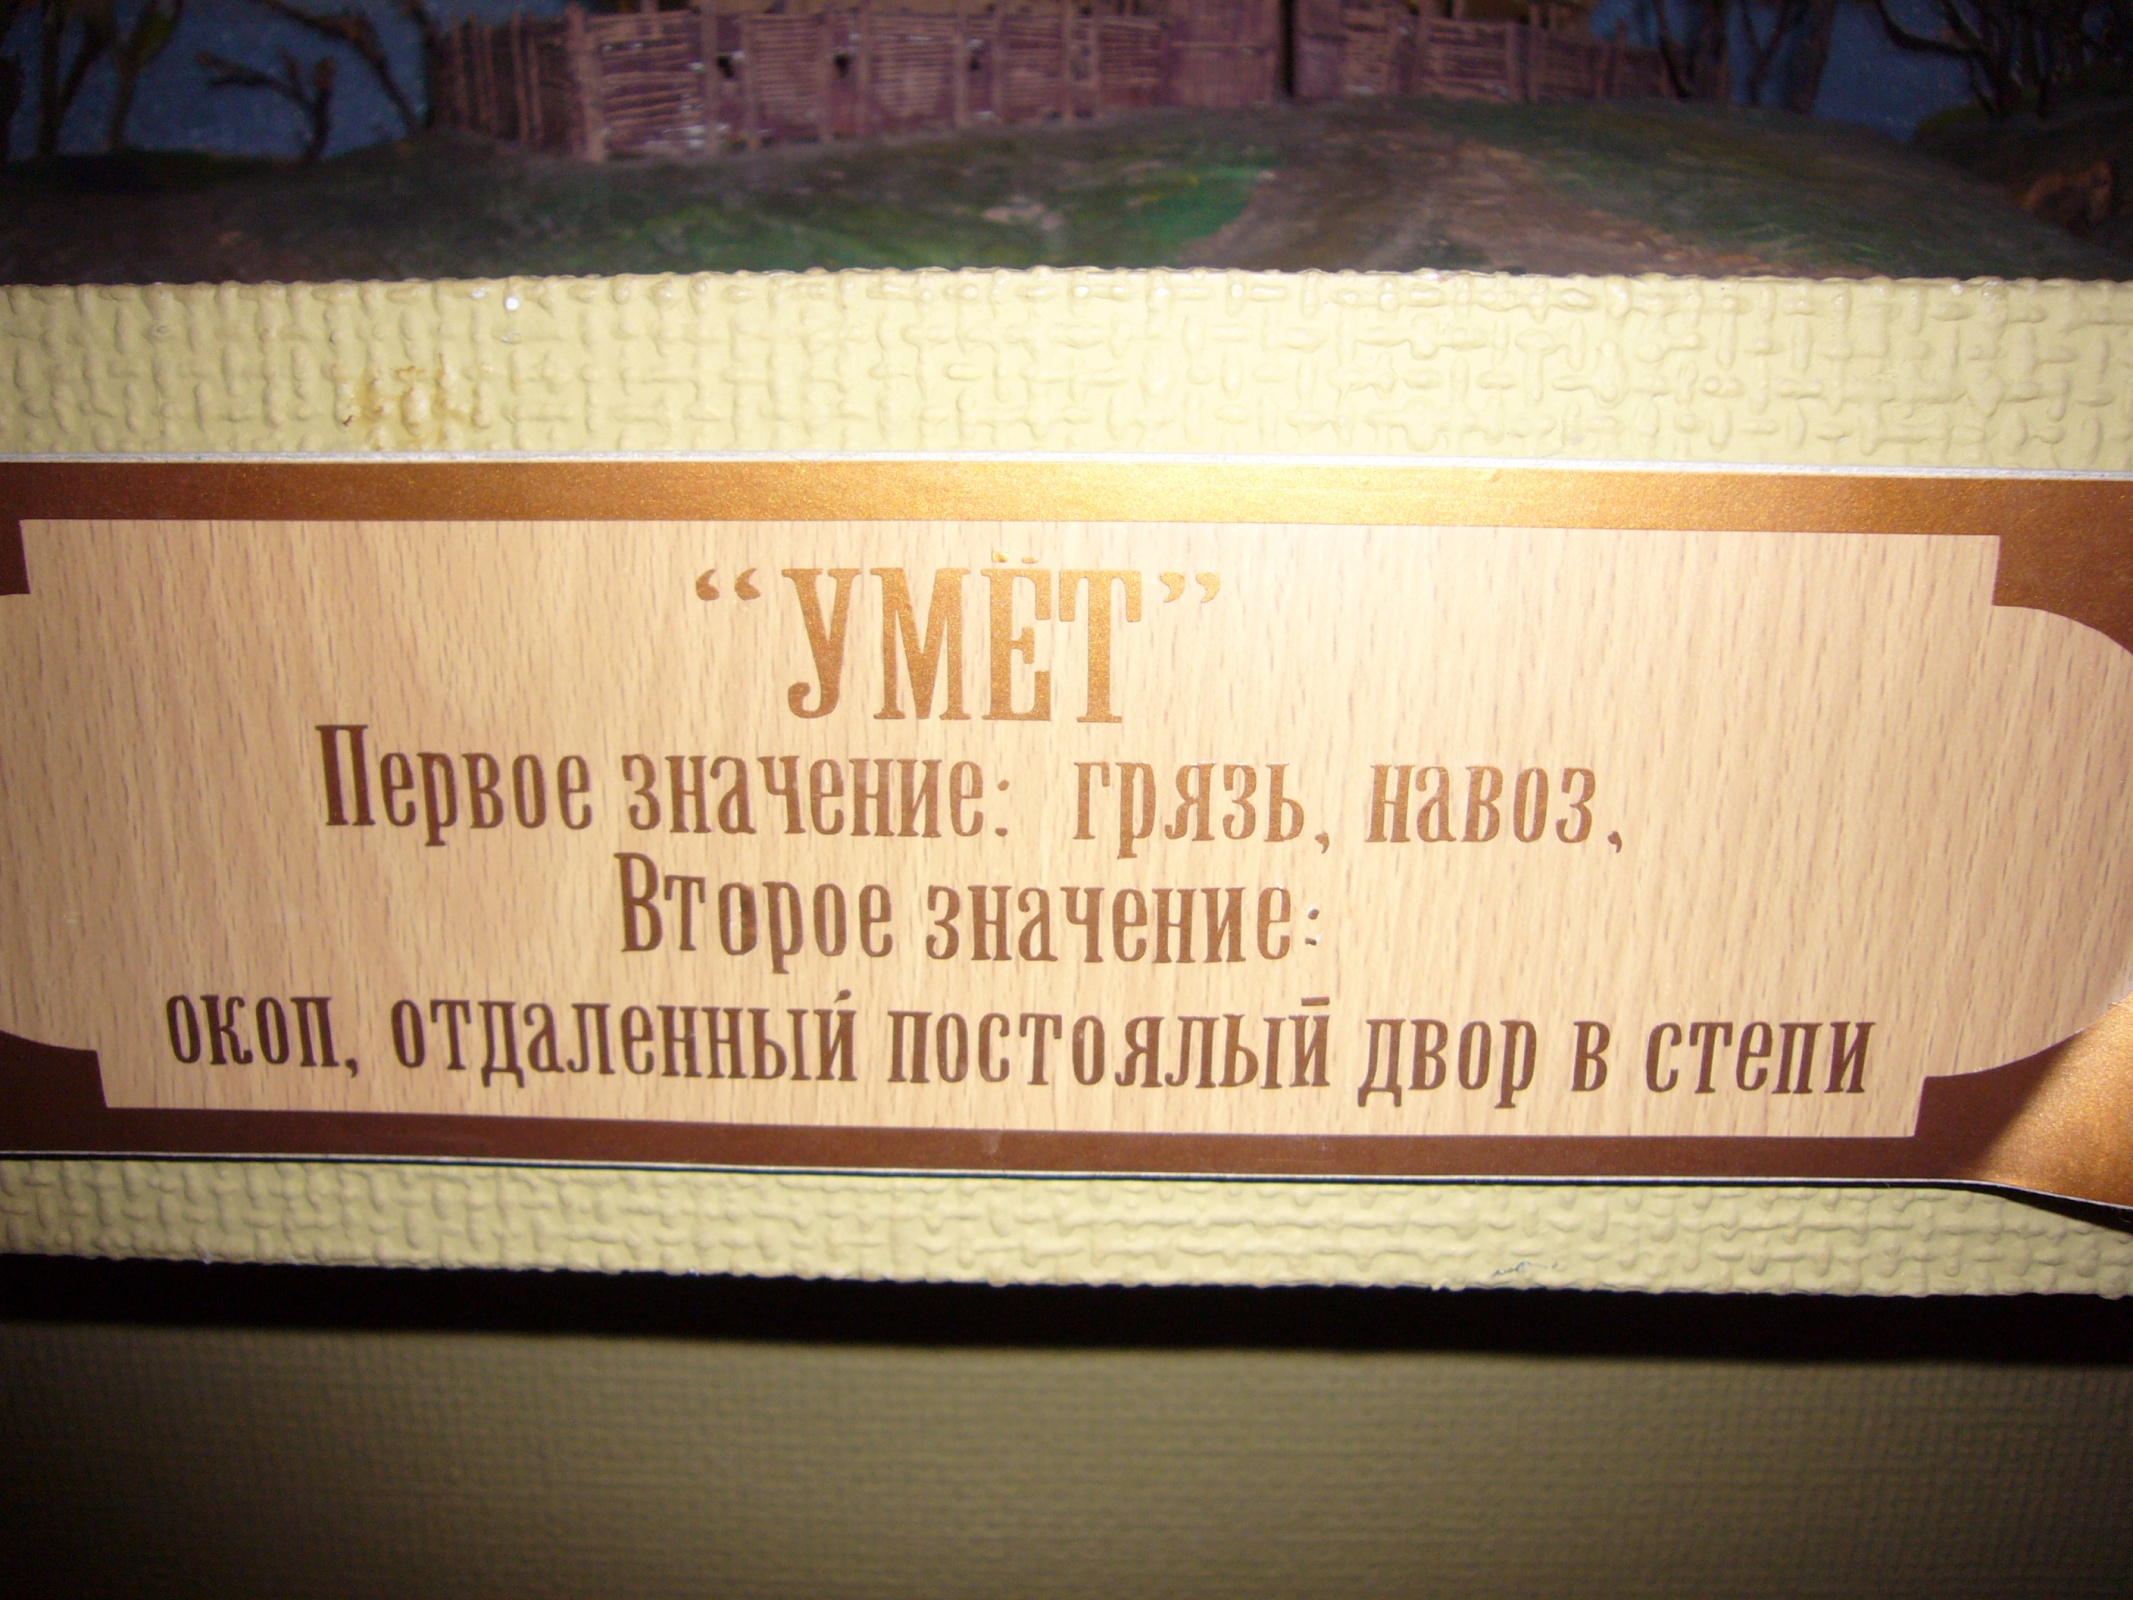 “УМЁТ”
Первое значение: грязь, навоз,
Второе значение:
окоп, отдаленный постоялый двор в степи